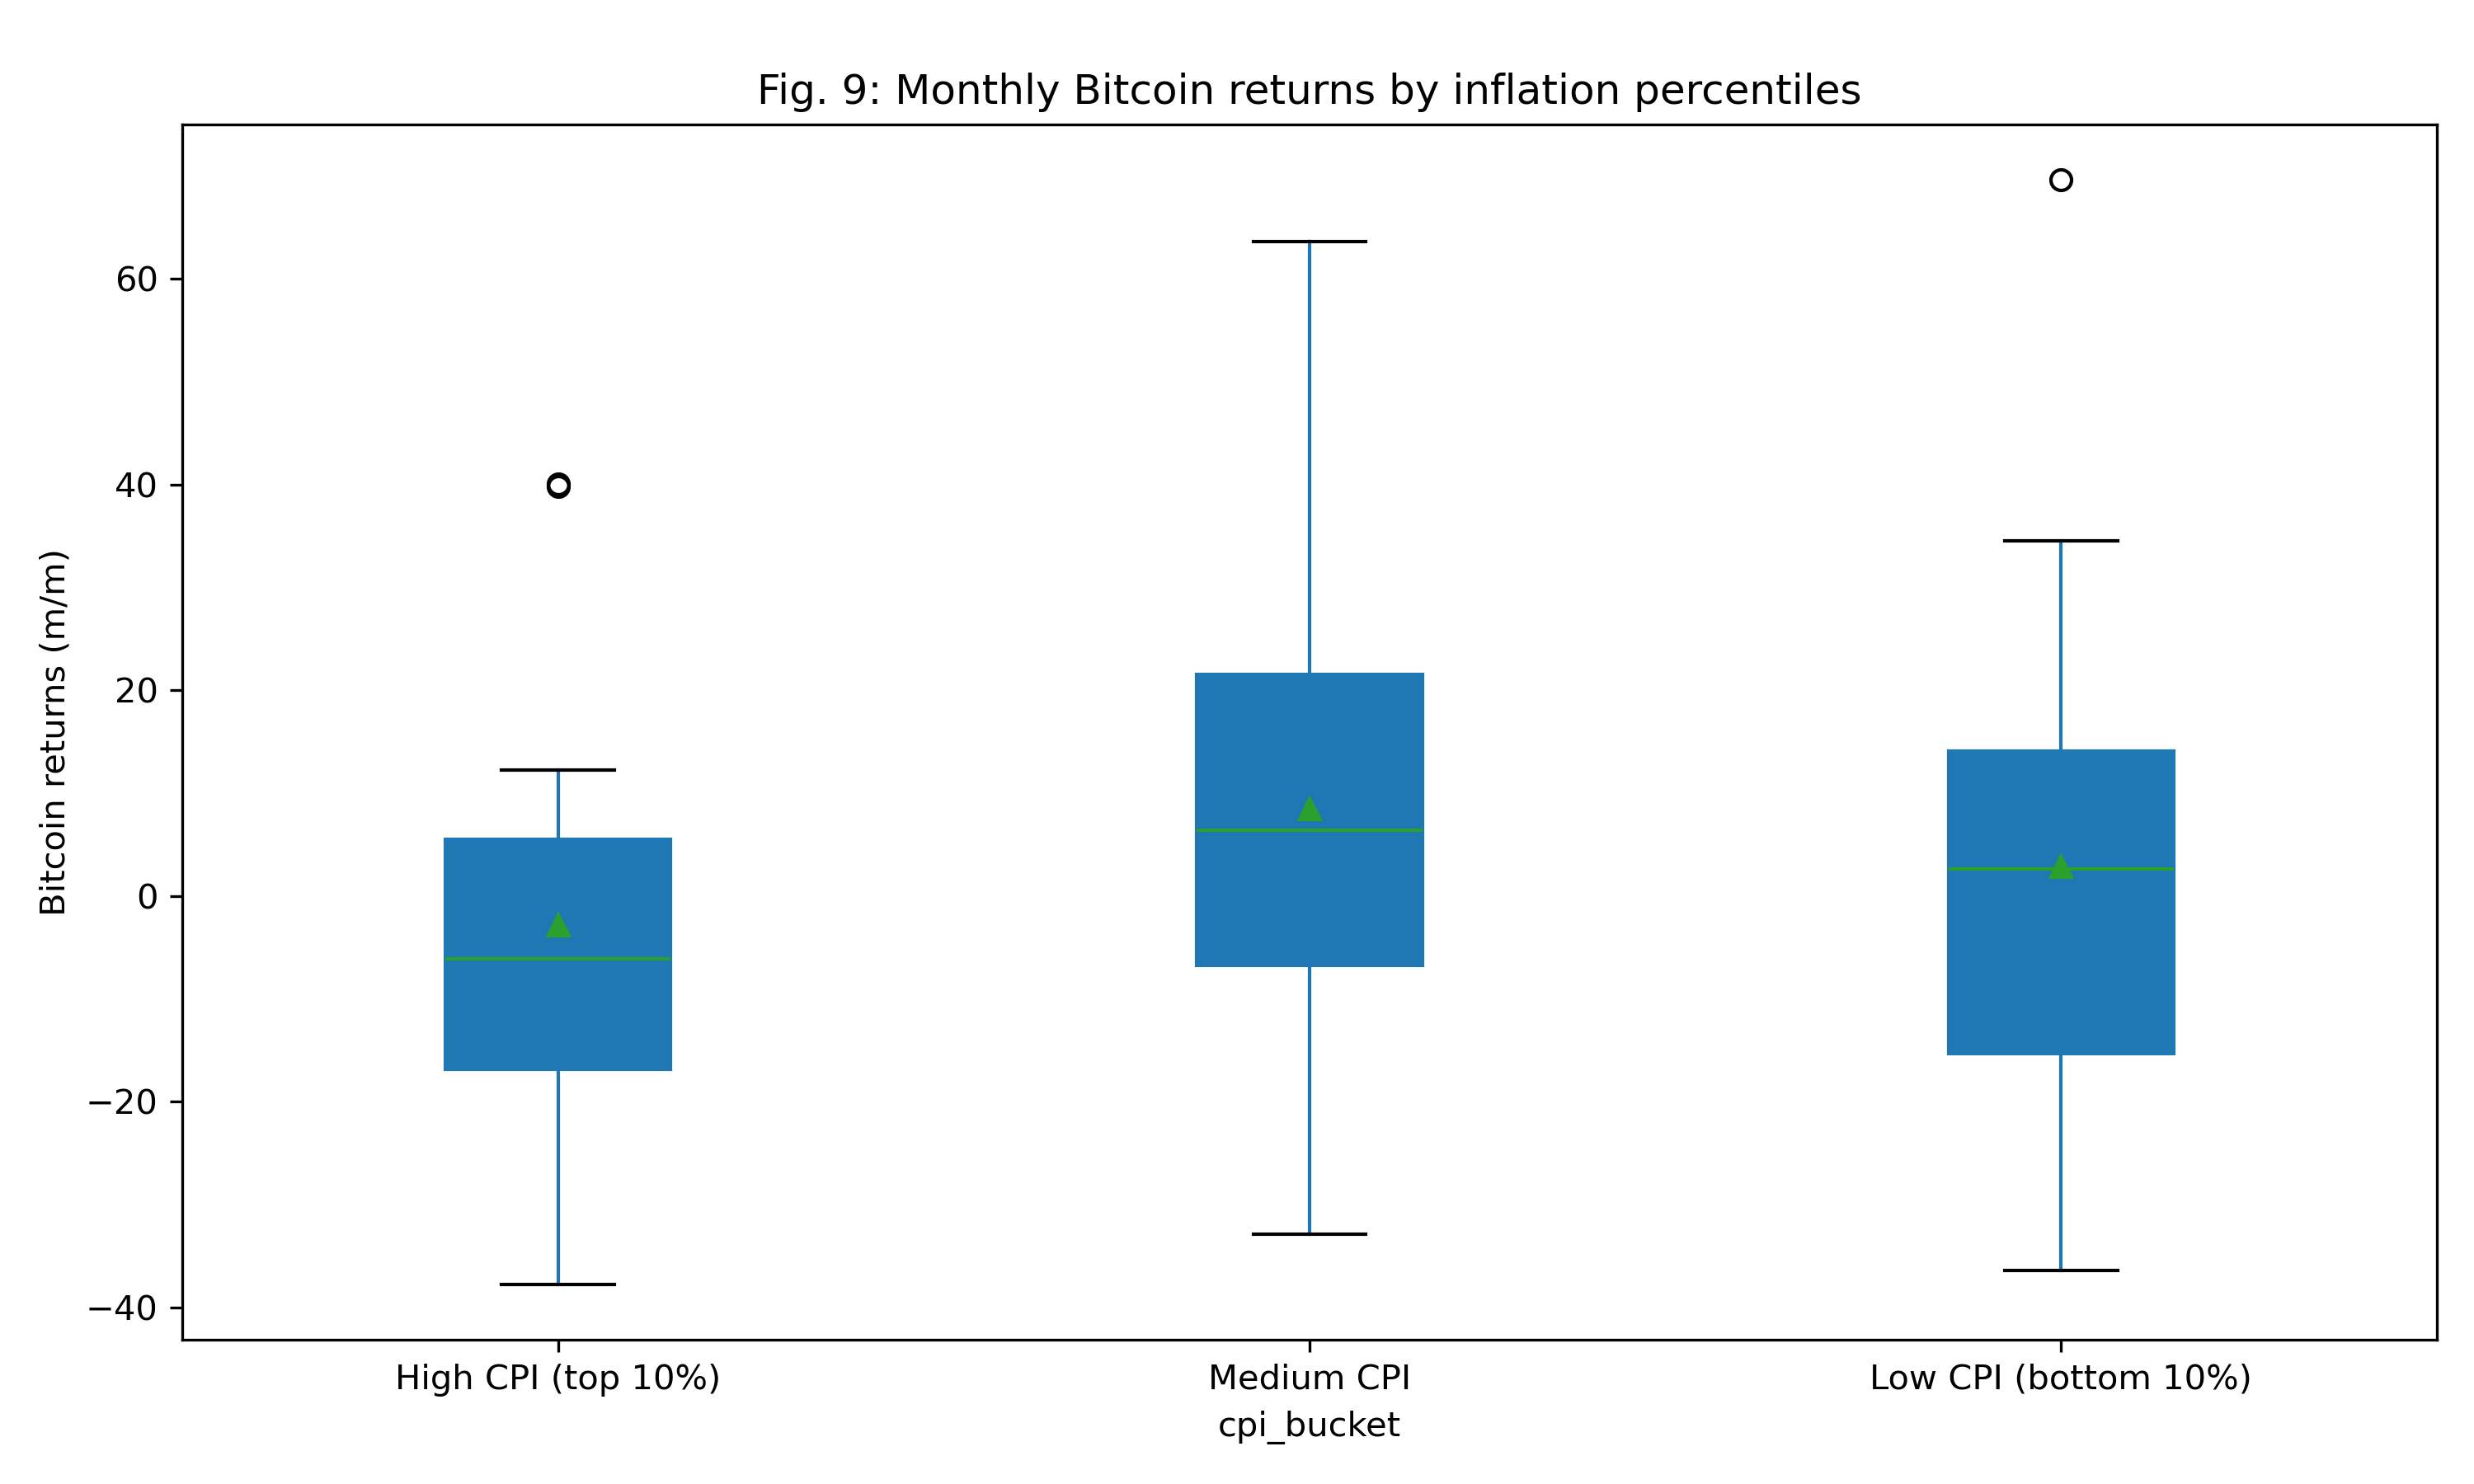 Fig. 9: Monthly Bitcoin returns by inflation percentiles
Bitcoin returns (m/m)
60
40
20
0
−20
−40
High CPI (top 10%)
Medium CPI
Low CPI (bottom 10%)
cpi_bucket